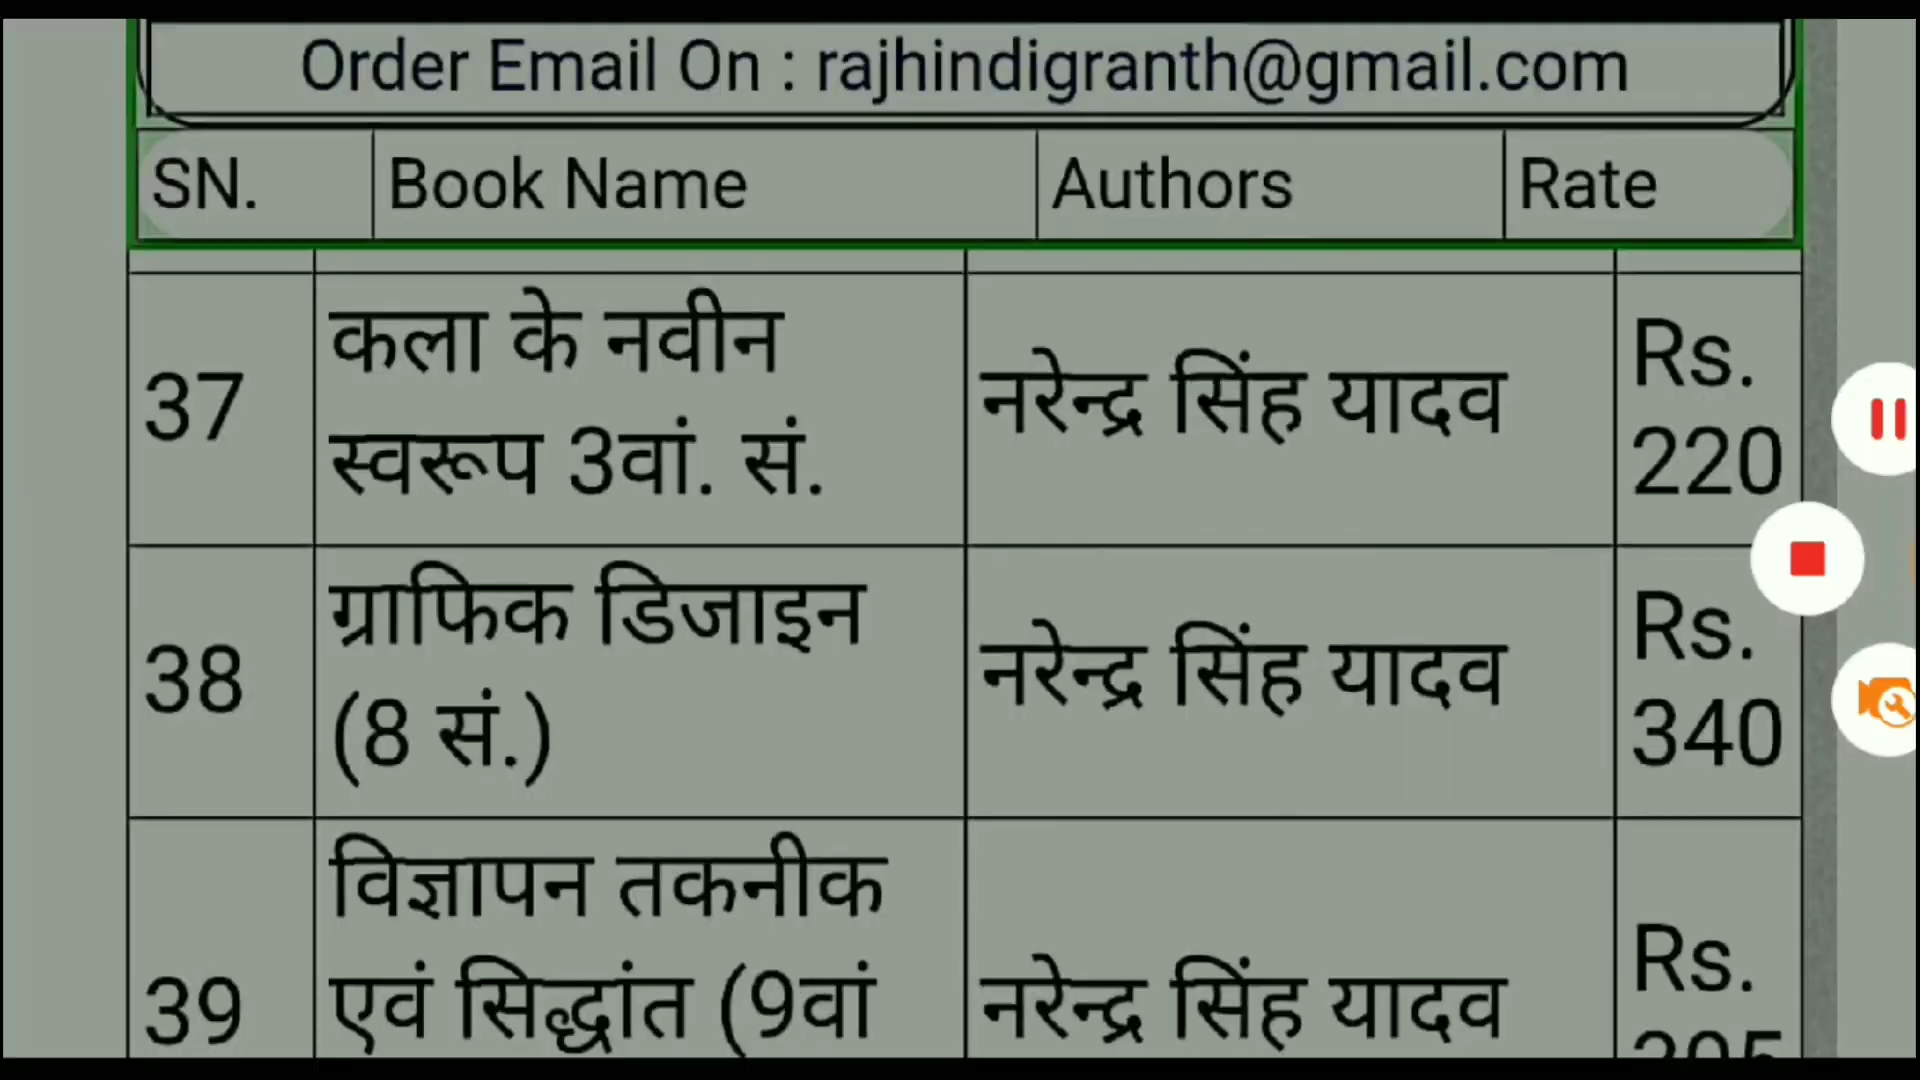 Order Email On : rajhindigranth@gmail.com
SN. Book Name Authors Rate
37 कला के नवीन स्वरूप 3वां. सं. नरेन्द्र सिंह यादव Rs. 220
38 ग्राफिक डिजाइन (8 सं.) नरेन्द्र सिंह यादव Rs. 340
39 विज्ञापन तकनीक एवं सिद्धांत (9वां नरेन्द्र सिंह यादव Rs.